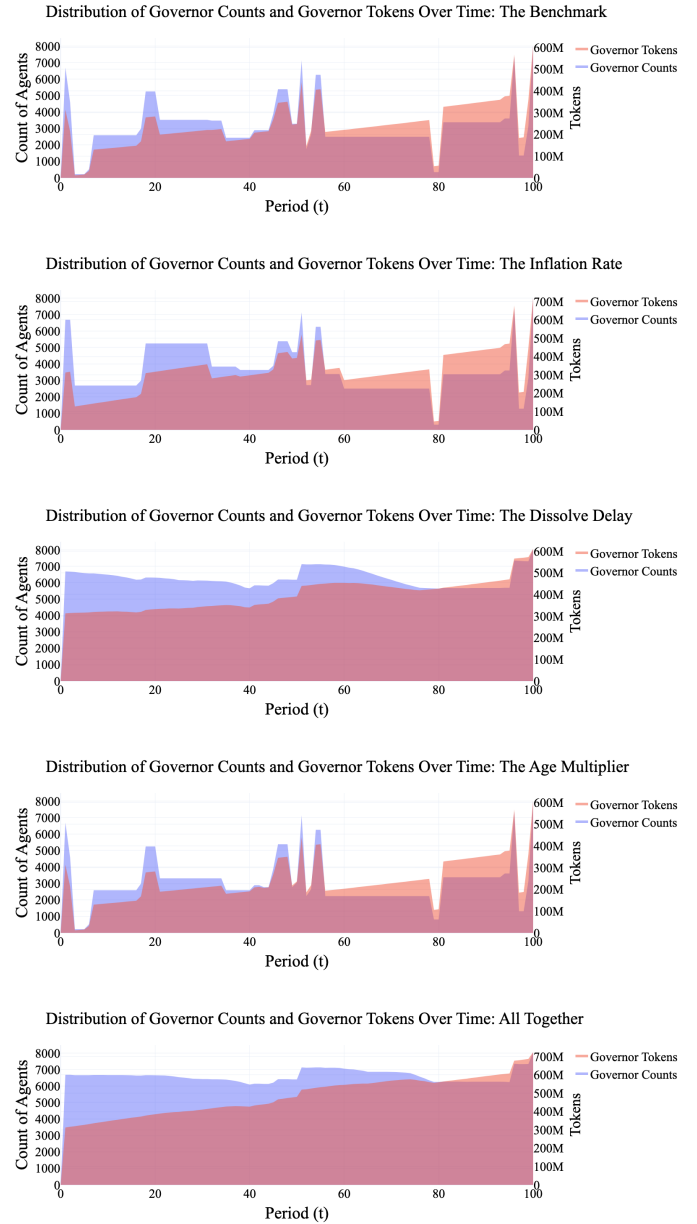 Distribution of Governor Counts and Governor Tokens Over Time: The Benchmark
8000
7000
6000
5000
4000
3000
2000
1000
0
Count of Agents
600M
500M
400M
300M
200M
100M
0
Tokens
Governor Tokens
Governor Counts
0 20 40 60 80 100
Period (t)
Distribution of Governor Counts and Governor Tokens Over Time: The Inflation Rate
8000
7000
6000
5000
4000
3000
2000
1000
0
Count of Agents
700M
600M
500M
400M
300M
200M
100M
0
Tokens
Governor Tokens
Governor Counts
0 20 40 60 80 100
Period (t)
Distribution of Governor Counts and Governor Tokens Over Time: The Dissolve Delay
8000
7000
6000
5000
4000
3000
2000
1000
0
Count of Agents
600M
500M
400M
300M
200M
100M
0
Tokens
Governor Tokens
Governor Counts
0 20 40 60 80 100
Period (t)
Distribution of Governor Counts and Governor Tokens Over Time: The Age Multiplier
8000
7000
6000
5000
4000
3000
2000
1000
0
Count of Agents
600M
500M
400M
300M
200M
100M
0
Tokens
Governor Tokens
Governor Counts
0 20 40 60 80 100
Period (t)
Distribution of Governor Counts and Governor Tokens Over Time: All Together
8000
7000
6000
5000
4000
3000
2000
1000
0
Count of Agents
700M
600M
500M
400M
300M
200M
100M
0
Tokens
Governor Tokens
Governor Counts
0 20 40 60 80 100
Period (t)